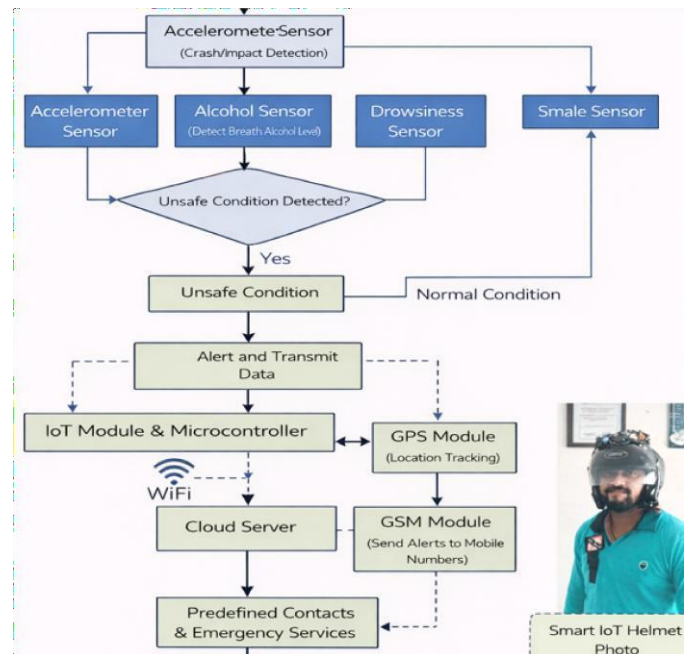 AccelerometeSensor
(Crash/Impact Detection)
Accelerometer
Sensor
Alcohol Sensor
(Detect Breath Alcohol Level)
Drowsiness
Sensor
Smale Sensor
Unsafe Condition Detected?
Yes
Unsafe Condition
Normal Condition
Alert and Transmit
Data
IoT Module & Microcontroller
GPS Module
(Location Tracking)
WiFi
Cloud Server
GSM Module
(Send Alerts to Mobile
Numbers)
Predefined Contacts
& Emergency Services
Smart IoT Helmet
Photo